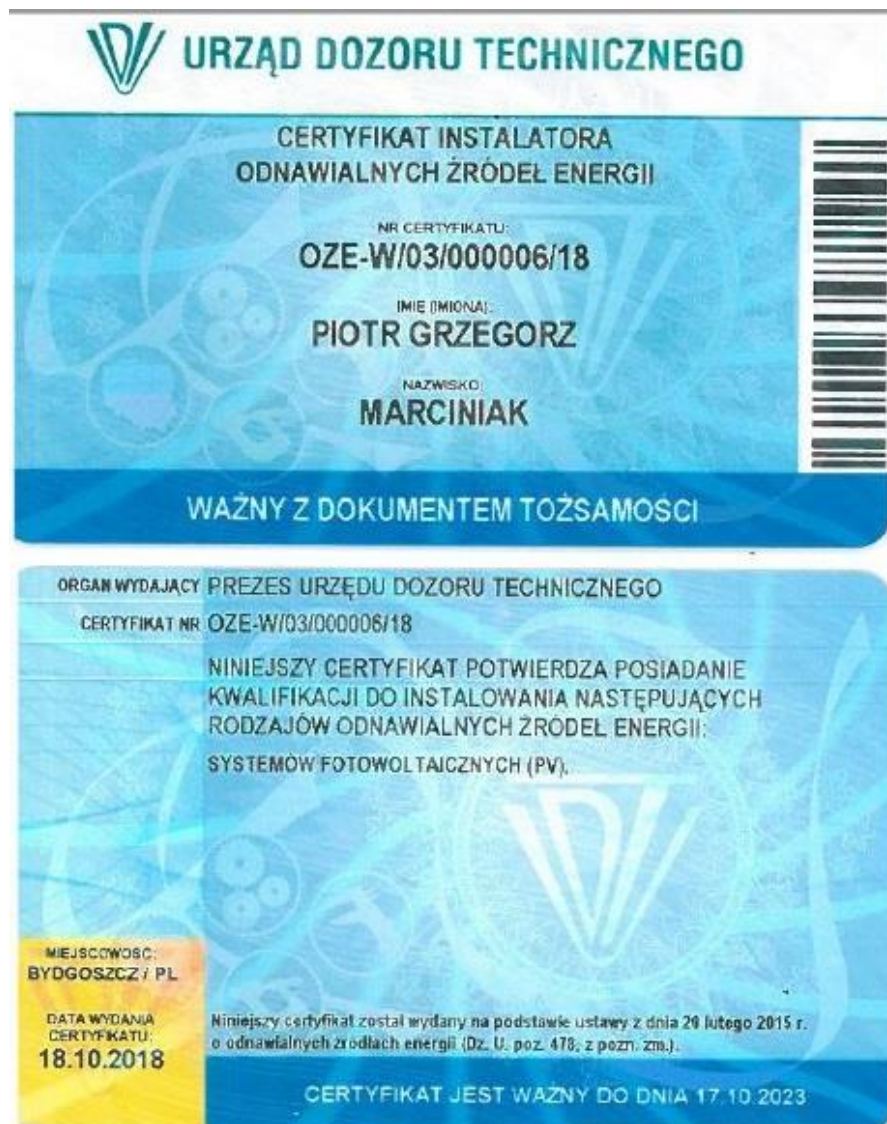 URZĄD DOZORU TECHNICZNEGO
CERTYFIKAT INSTALATORA
ODNAWIALNYCH ŹRÓDEŁ ENERGII
NR CERTYFIKATU:
OZE-W/03/000006/18
IMIĘ (IMIONA):
PIOTR GRZEGORZ
NAZWISKO:
MARCINIAK
WAŻNY Z DOKUMENTEM TOŻSAMOŚCI
ORGAN WYDAJĄCY PREZES URZĘDU DOZORU TECHNICZNEGO
CERTYFIKAT NR OZE-W/03/000006/18
NINIEJSZY CERTYFIKAT POTWIERDZA POSIADANIE
KWALIFIKACJI DO INSTALOWANIA NASTĘPUJĄCYCH
RODZAJÓW ODNAWIALNYCH ŹRÓDEŁ ENERGII:
SYSTEMÓW FOTOWOLTAICZNYCH (PV).
MIEJSCOWOŚĆ:
BYDGOSZCZ / PL
DATA WYDANIA
CERTYFIKATU:
18.10.2018
Niniejszy certyfikat został wydany na podstawie ustawy z dnia 20 lutego 2015 r.
o odnawialnych źródłach energii (Dz. U. poz. 478, z pozn. zm.).
CERTYFIKAT JEST WAŻNY DO DNIA 17.10.2023